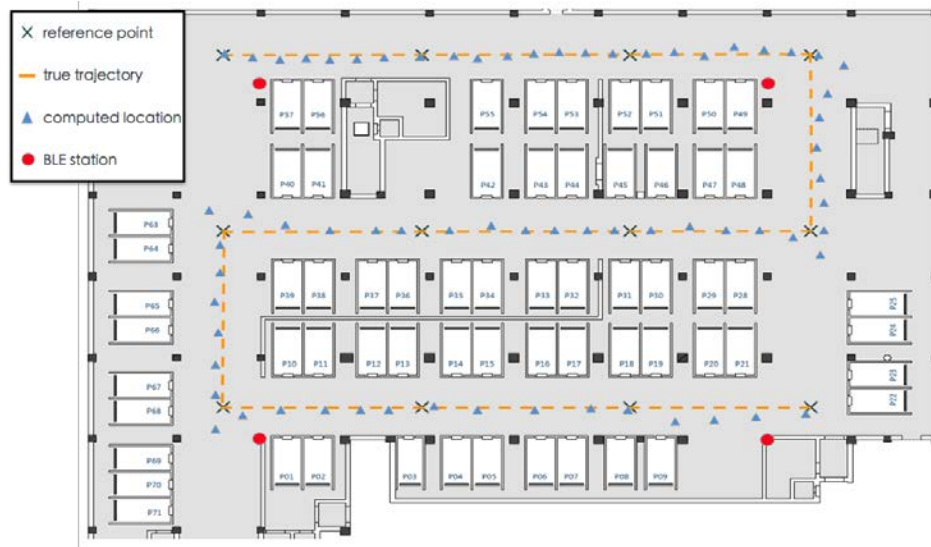 reference point
true trajectory
computed location
BLE station
P57 P56 P55 P54 P53 P52 P51 P50 P49
P40 P41 P42 P43 P44 P45 P46 P47 P48
P63
P64
P39 P38 P37 P36 P35 P34 P33 P32 P31 P30 P29 P28
P65
P66
P25
P24
P10 P11 P12 P13 P14 P15 P16 P17 P18 P19 P20 P21
P67
P68
P23
P22
P69
P70
P71
P01 P02 P03 P04 P05 P06 P07 P08 P09